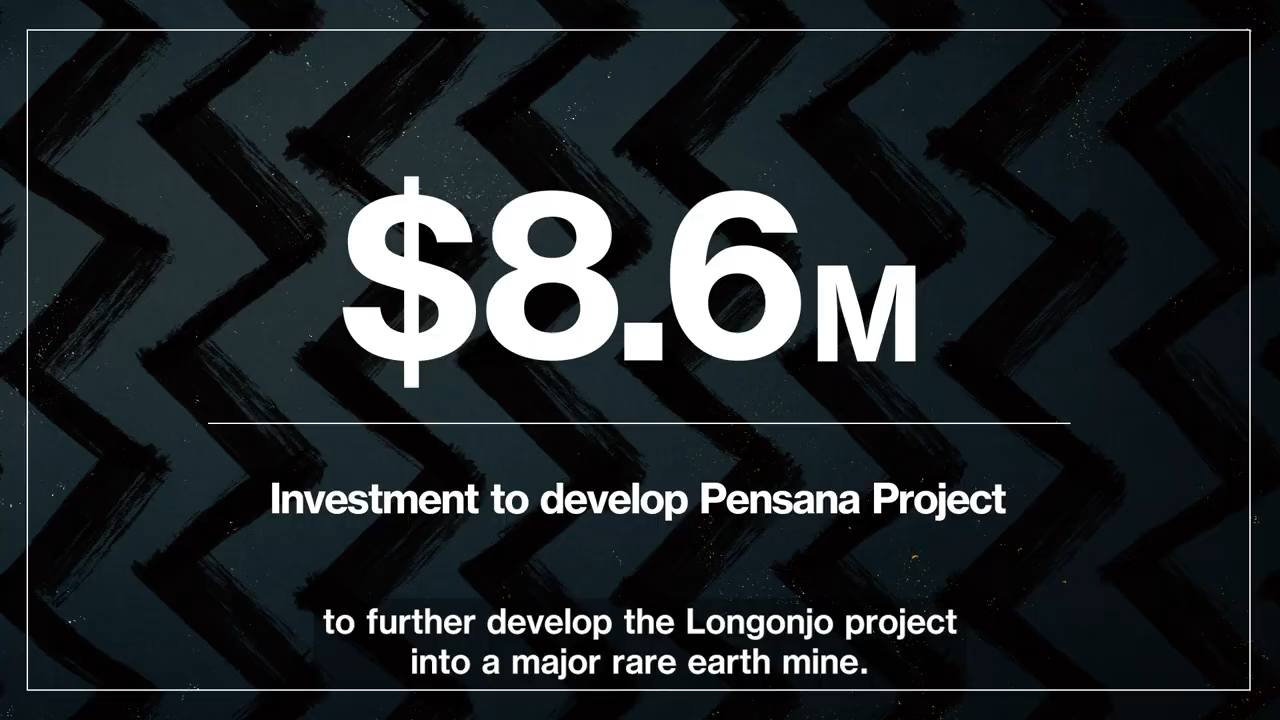 $8.6M
Investment to develop Pensana Project
to further develop the Longonjo project
into a major rare earth mine.